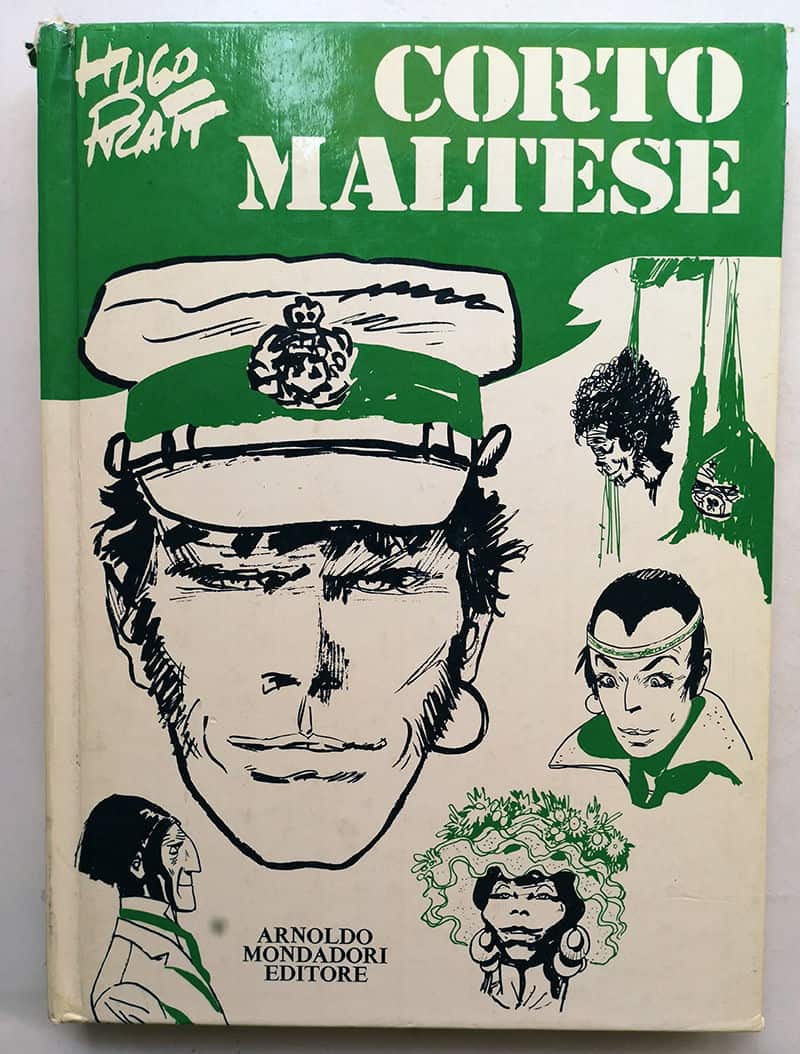 HUGO
PRATT
CORTO
MALTESE
ARNOLDO
MONDADORI
EDITORE